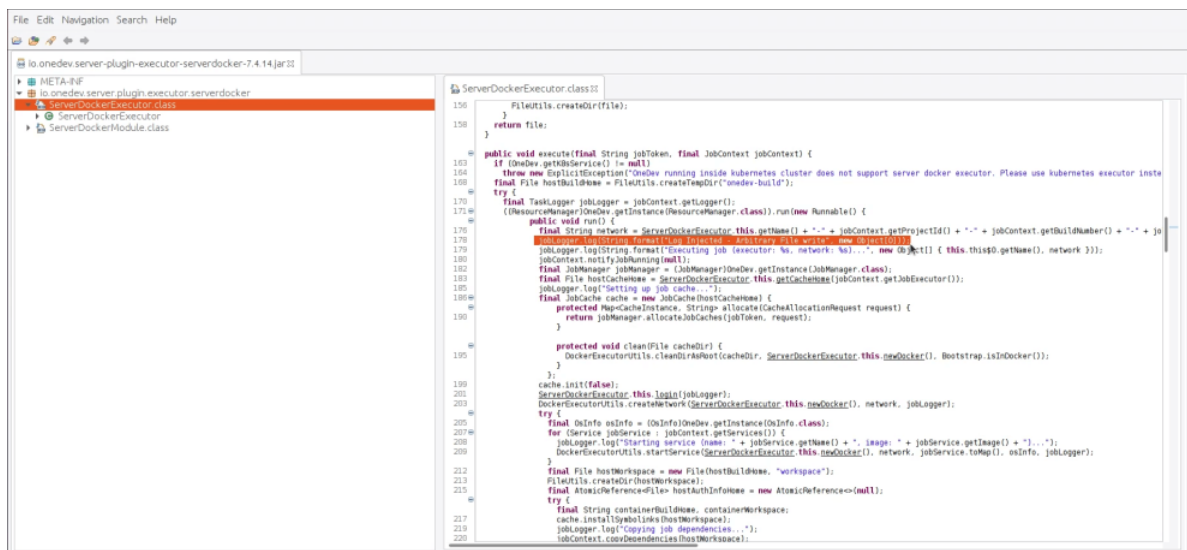 File Edit Navigation Search Help
io.onedev.server-plugin-executor-serverdocker-7.4.14.jar
META-INF
io.onedev.server.plugin.executor.serverdocker
ServerDockerExecutor.class
ServerDockerExecutor
ServerDockerModule.class
ServerDockerExecutor.class
156 FileUtils.createDir(file);
}
158 return file;
}
public void execute(final String jobToken, final JobContext jobContext) {
163 if (OneDev.getK8sService() != null)
164 throw new ExplicitException("OneDev running inside kubernetes cluster does not support server docker executor. Please use kubernetes executor inste
168 final File hostBuildHome = FileUtils.createTempDir("onedev-build");
try {
170 final TaskLogger jobLogger = jobContext.getLogger();
171 ((ResourceManager)OneDev.getInstance(ResourceManager.class)).run(new Runnable() {
public void run() {
176 final String network = ServerDockerExecutor.this.getName() + "-" + jobContext.getProjectId() + "-" + jobContext.getBuildNumber() + "-" + jo
178 jobLogger.log(String.format("Log Injected - Arbitrary File write", new Object[0]));
179 jobLogger.log(String.format("Executing job (executor: %s, network: %s)...", new Object[] { this.this$0.getName(), network }));
180 jobContext.notifyJobRunning(null);
182 final JobManager jobManager = (JobManager)OneDev.getInstance(JobManager.class);
183 final File hostCacheHome = ServerDockerExecutor.this.getCacheHome(jobContext.getJobExecutor());
185 jobLogger.log("Setting up job cache...");
186 final JobCache cache = new JobCache(hostCacheHome) {
protected Map<CacheInstance, String> allocate(CacheAllocationRequest request) {
190 return jobManager.allocateJobCaches(jobToken, request);
}
protected void clean(File cacheDir) {
195 DockerExecutorUtils.cleanDirAsRoot(cacheDir, ServerDockerExecutor.this.newDocker(), Bootstrap.isInDocker());
}
};
199 cache.init(false);
201 ServerDockerExecutor.this.login(jobLogger);
203 DockerExecutorUtils.createNetwork(ServerDockerExecutor.this.newDocker(), network, jobLogger);
try {
205 final OsInfo osInfo = (OsInfo)OneDev.getInstance(OsInfo.class);
207 for (Service jobService : jobContext.getServices()) {
208 jobLogger.log("Starting service (name: " + jobService.getName() + ", image: " + jobService.getImage() + ")...");
209 DockerExecutorUtils.startService(ServerDockerExecutor.this.newDocker(), network, jobService.toMap(), osInfo, jobLogger);
}
212 final File hostWorkspace = new File(hostBuildHome, "workspace");
213 FileUtils.createDir(hostWorkspace);
215 final AtomicReference<File> hostAuthInfoHome = new AtomicReference<>(null);
try {
final String containerBuildHome, containerWorkspace;
217 cache.installSymbolinks(hostWorkspace);
219 jobLogger.log("Copying job dependencies...");
220 jobContext.copyDependencies(hostWorkspace);